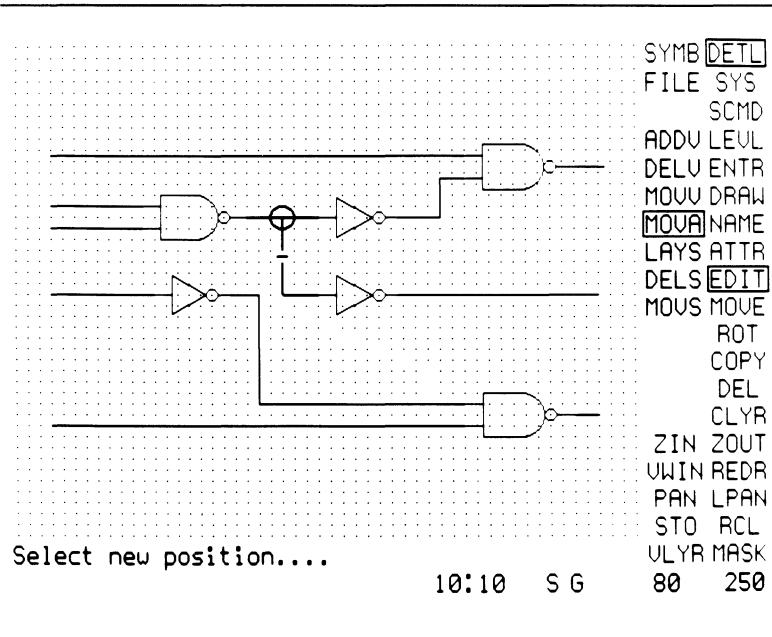 SYMB DETL
FILE SYS
SCMD
ADDV LEVL
DELV ENTR
MOVV DRAW
MOVA NAME
LAYS ATTR
DELS EDIT
MOVS MOVE
ROT
COPY
DEL
CLYR
ZIN ZOUT
VWIN REDR
PAN LPAN
STO RCL
Select new position....
VLYR MASK
10:10 S G 80 250